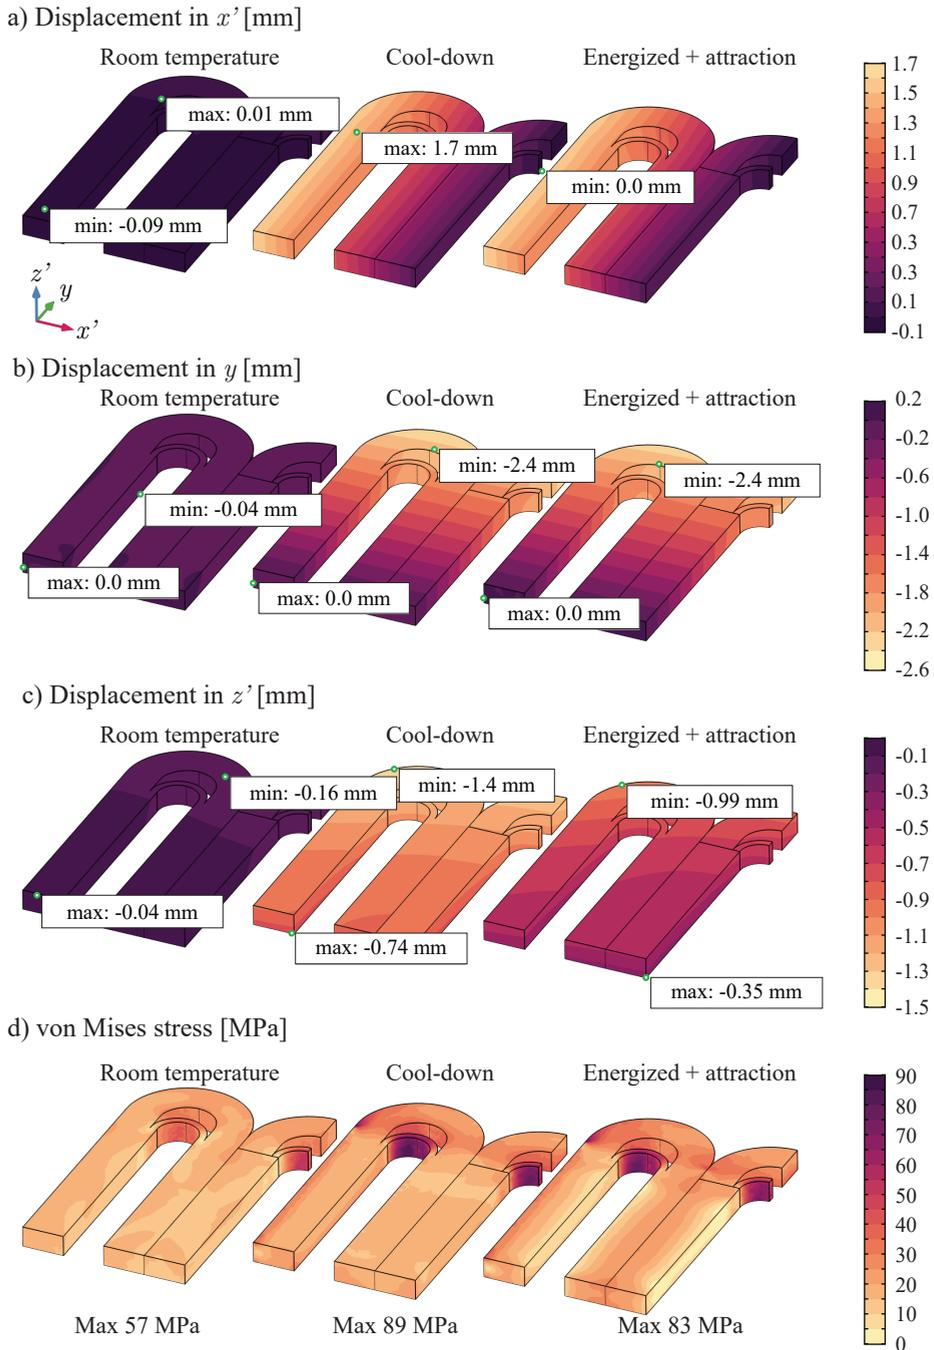 a) Displacement in x’ [mm]
Room temperature Cool-down Energized + attraction
max: 0.01 mm
max: 1.7 mm
min: 0.0 mm
min: -0.09 mm
z’
y
x’
1.7
1.5
1.3
1.1
0.9
0.7
0.3
0.3
0.1
-0.1
b) Displacement in y [mm]
Room temperature Cool-down Energized + attraction
min: -2.4 mm
min: -2.4 mm
min: -0.04 mm
max: 0.0 mm
max: 0.0 mm
max: 0.0 mm
0.2
-0.2
-0.6
-1.0
-1.4
-1.8
-2.2
-2.6
c) Displacement in z’ [mm]
Room temperature Cool-down Energized + attraction
min: -0.16 mm
min: -1.4 mm
min: -0.99 mm
max: -0.04 mm
max: -0.74 mm
max: -0.35 mm
-0.1
-0.3
-0.5
-0.7
-0.9
-1.1
-1.3
-1.5
d) von Mises stress [MPa]
Room temperature Cool-down Energized + attraction
90
80
70
60
50
40
30
20
10
0
Max 57 MPa Max 89 MPa Max 83 MPa